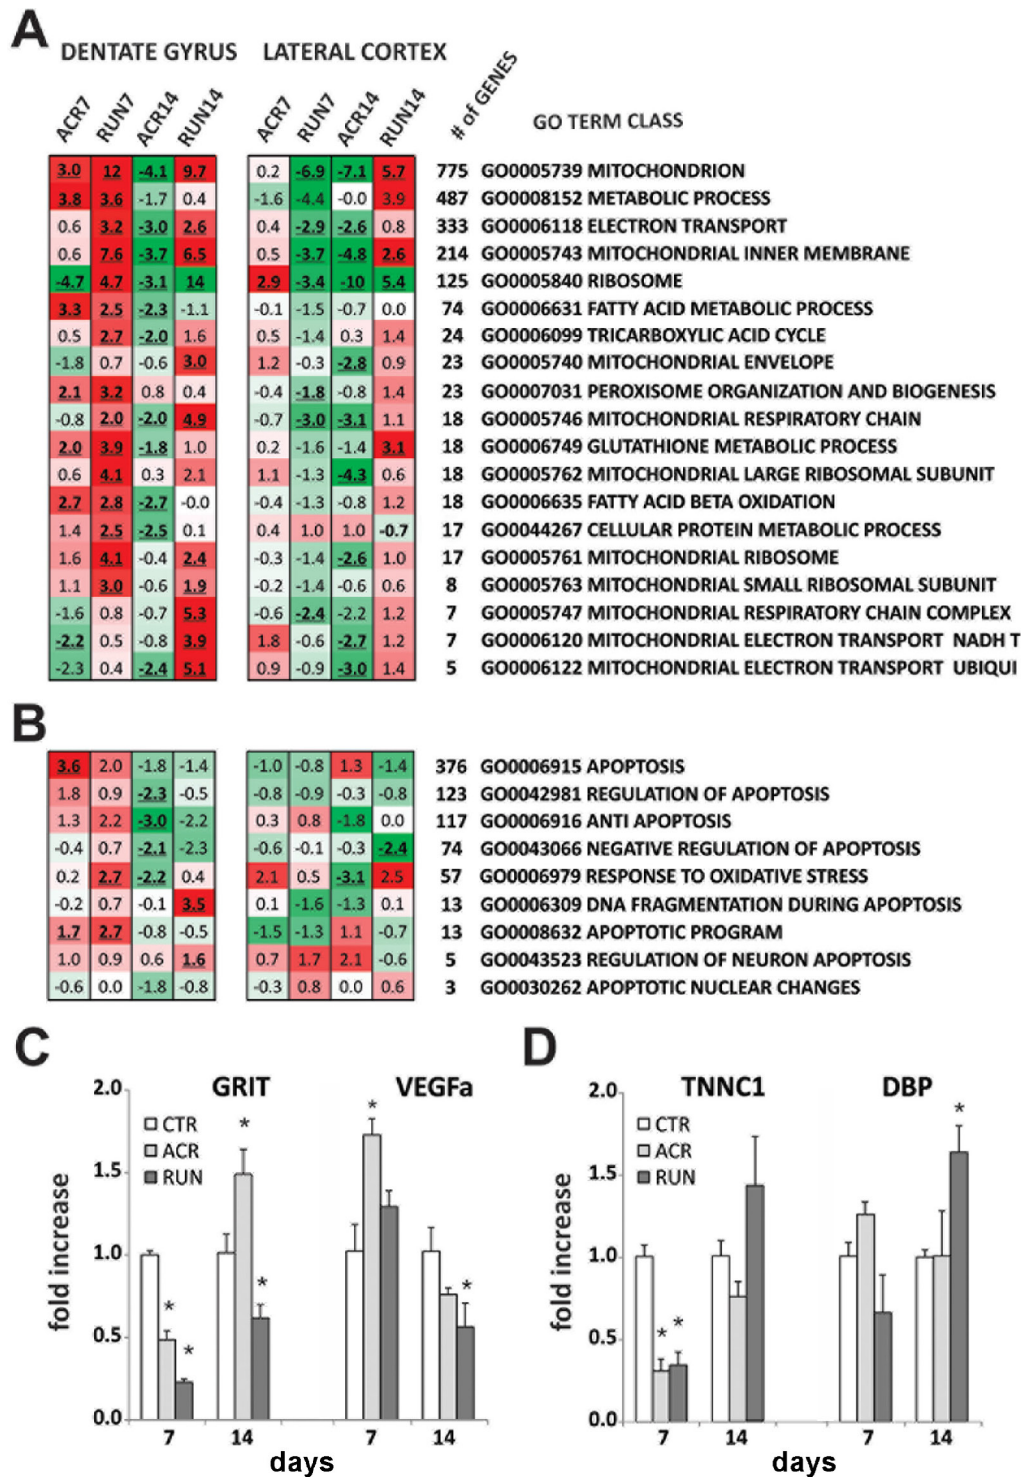 A
DENTATE GYRUS LATERAL CORTEX
ACR7 RUN7 ACR14 RUN14 ACR7 RUN7 ACR14 RUN14 # of GENES GO TERM CLASS
3.0 12 -4.1 9.7 0.2 -6.9 -7.1 5.7 775 GO0005739 MITOCHONDRION
3.8 3.6 -1.7 0.4 -1.6 -4.4 -0.0 3.9 487 GO0008152 METABOLIC PROCESS
0.6 3.2 -3.0 2.6 0.4 -2.9 -2.6 0.8 333 GO0006118 ELECTRON TRANSPORT
0.6 7.6 -3.7 6.5 0.5 -3.7 -4.8 2.6 214 GO0005743 MITOCHONDRIAL INNER MEMBRANE
-4.7 4.7 -3.1 14 2.9 -3.4 -10 5.4 125 GO0005840 RIBOSOME
3.3 2.5 -2.3 -1.1 -0.1 -1.5 -0.7 0.0 74 GO0006631 FATTY ACID METABOLIC PROCESS
0.5 2.7 -2.0 1.6 0.5 -1.4 0.3 1.4 24 GO0006099 TRICARBOXYLIC ACID CYCLE
-1.8 0.7 -0.6 3.0 1.2 -0.3 -2.8 0.9 23 GO0005740 MITOCHONDRIAL ENVELOPE
2.1 3.2 0.8 0.4 -0.4 -1.8 -0.8 1.4 23 GO0007031 PEROXISOME ORGANIZATION AND BIOGENESIS
-0.8 2.0 -2.0 4.9 -0.7 -3.0 -3.1 1.1 18 GO0005746 MITOCHONDRIAL RESPIRATORY CHAIN
2.0 3.9 -1.8 1.0 0.2 -1.6 -1.4 3.1 18 GO0006749 GLUTATHIONE METABOLIC PROCESS
0.6 4.1 0.3 2.1 1.1 -1.3 -4.3 0.6 18 GO0005762 MITOCHONDRIAL LARGE RIBOSOMAL SUBUNIT
2.7 2.8 -2.7 -0.0 -0.4 -1.3 -0.8 1.2 18 GO0006635 FATTY ACID BETA OXIDATION
1.4 2.5 -2.5 0.1 0.4 1.0 1.0 -0.7 17 GO0044267 CELLULAR PROTEIN METABOLIC PROCESS
1.6 4.1 -0.4 2.4 -0.3 -1.4 -2.6 1.0 17 GO0005761 MITOCHONDRIAL RIBOSOME
1.1 3.0 -0.6 1.9 -0.2 -1.4 -0.6 0.6 8 GO0005763 MITOCHONDRIAL SMALL RIBOSOMAL SUBUNIT
-1.6 0.8 -0.7 5.3 -0.6 -2.4 -2.2 1.2 7 GO0005747 MITOCHONDRIAL RESPIRATORY CHAIN COMPLEX
-2.2 0.5 -0.8 3.9 1.8 -0.6 -2.7 1.2 7 GO0006120 MITOCHONDRIAL ELECTRON TRANSPORT NADH T
-2.3 0.4 -2.4 5.1 0.9 -0.9 -3.0 1.4 5 GO0006122 MITOCHONDRIAL ELECTRON TRANSPORT UBIQUI
B
3.6 2.0 -1.8 -1.4 -1.0 -0.8 1.3 -1.4 376 GO0006915 APOPTOSIS
1.8 0.9 -2.3 -0.5 -0.8 -0.9 -0.3 -0.8 123 GO0042981 REGULATION OF APOPTOSIS
1.3 2.2 -3.0 -2.2 0.3 0.8 -1.8 0.0 117 GO0006916 ANTI APOPTOSIS
-0.4 0.7 -2.1 -2.3 -0.6 -0.1 -0.3 -2.4 74 GO0043066 NEGATIVE REGULATION OF APOPTOSIS
0.2 2.7 -2.2 0.4 2.1 0.5 -3.1 2.5 57 GO0006979 RESPONSE TO OXIDATIVE STRESS
-0.2 0.7 -0.1 3.5 0.1 -1.6 -1.3 0.1 13 GO0006309 DNA FRAGMENTATION DURING APOPTOSIS
1.7 2.7 -0.8 -0.5 -1.5 -1.3 1.1 -0.7 13 GO0008632 APOPTOTIC PROGRAM
1.0 0.9 0.6 1.6 0.7 1.7 2.1 -0.6 5 GO0043523 REGULATION OF NEURON APOPTOSIS
-0.6 0.0 -1.8 -0.8 -0.3 0.8 0.0 0.6 3 GO0030262 APOPTOTIC NUCLEAR CHANGES
C
GRIT VEGFa
2.0
1.5
1.0
0.5
0.0
fold increase
CTR
ACR
RUN
* * * * * *
7 14 7 14
days
D
TNNC1 DBP
2.0
1.5
1.0
0.5
0.0
fold increase
CTR
ACR
RUN
* * *
7 14 7 14
days